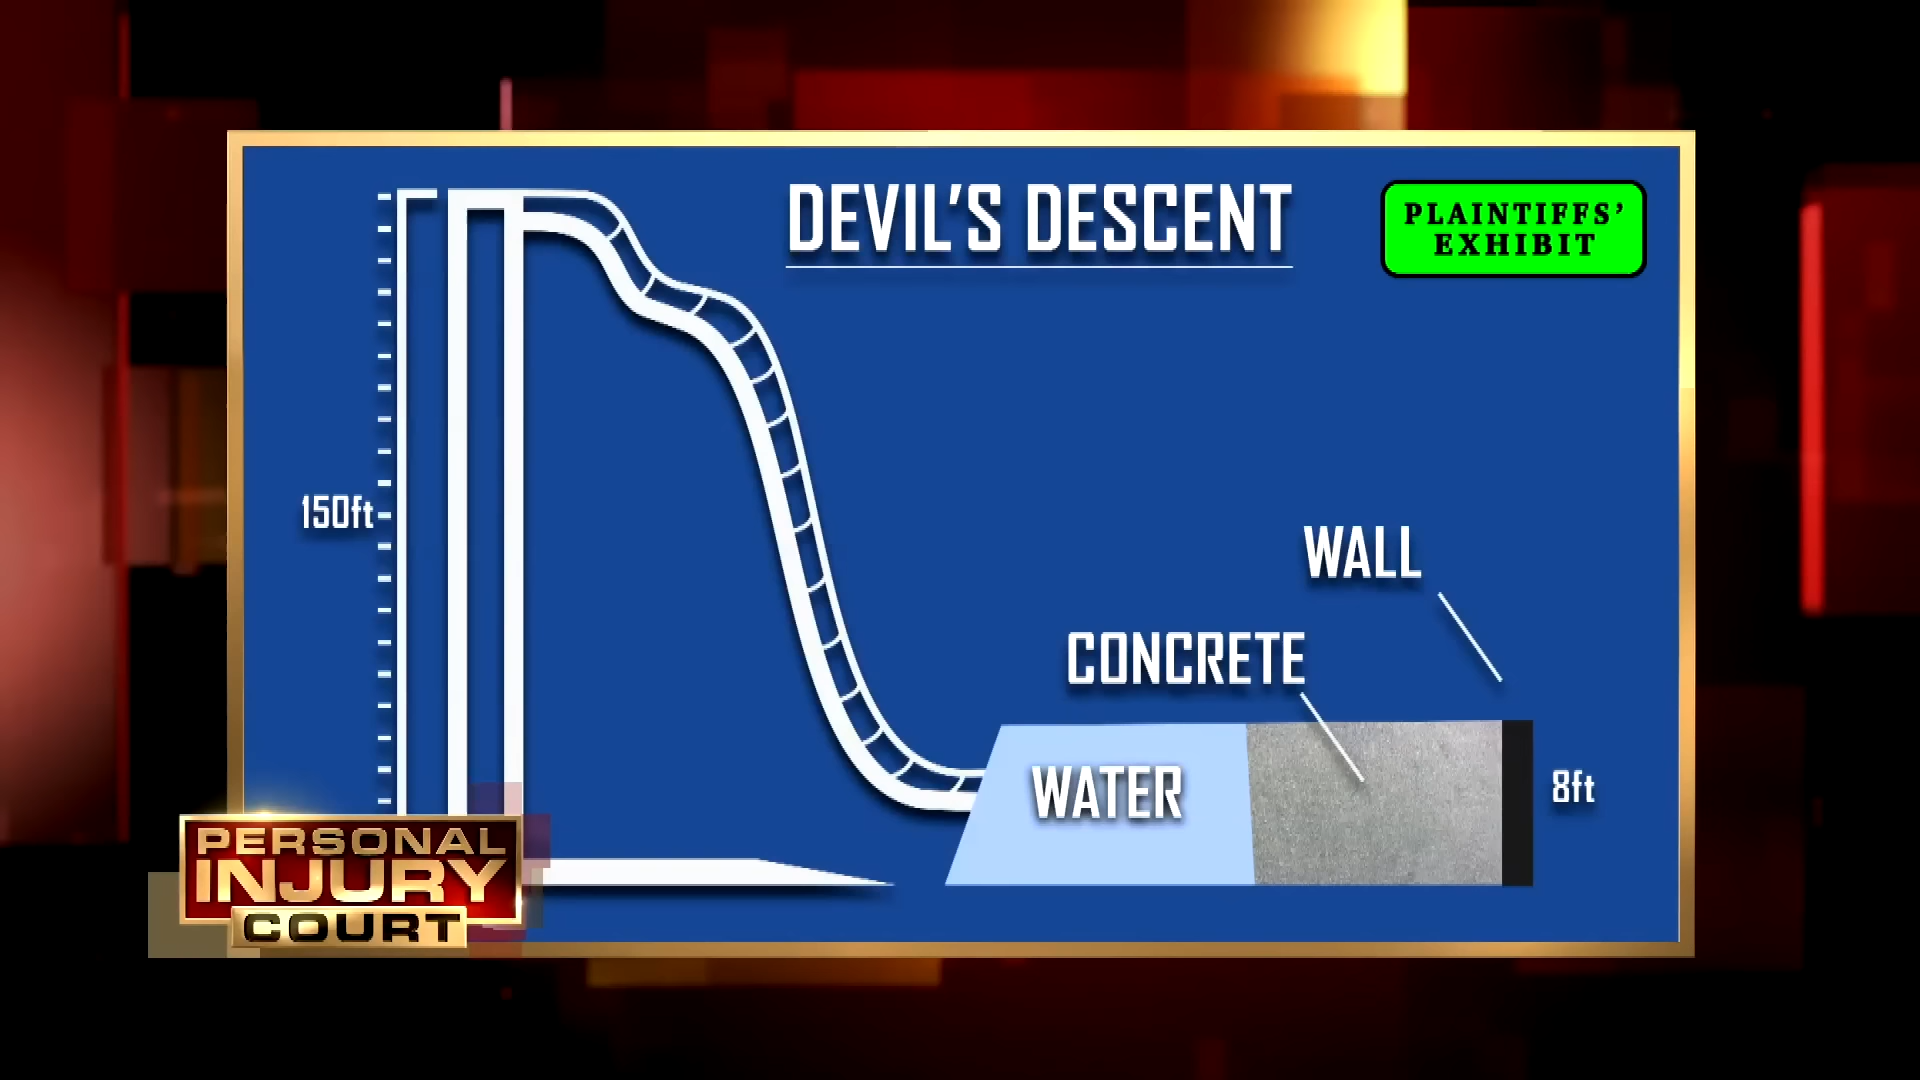 DEVIL'S DESCENT
PLAINTIFFS'
EXHIBIT
150ft
WALL
CONCRETE
WATER
8ft
PERSONAL
INJURY
COURT